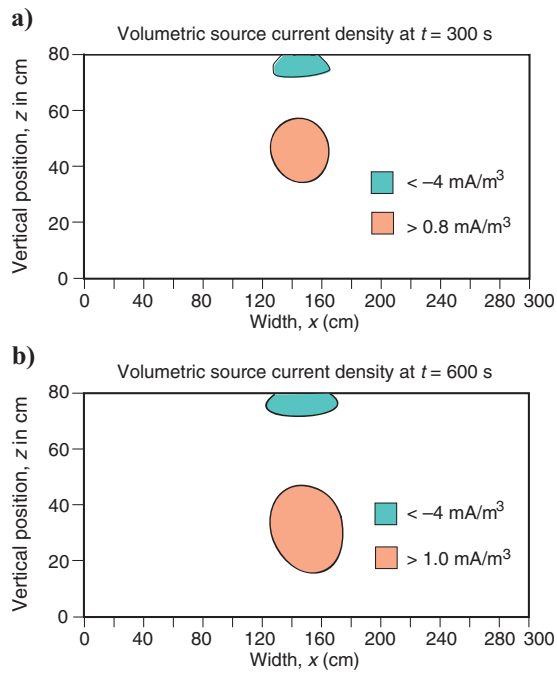 a)
Volumetric source current density at t = 300 s
Vertical position, z in cm
80
60
40
20
0
< –4 mA/m³
> 0.8 mA/m³
0 40 80 120 160 200 240 280 300
Width, x (cm)
b)
Volumetric source current density at t = 600 s
Vertical position, z in cm
80
60
40
20
0
< –4 mA/m³
> 1.0 mA/m³
0 40 80 120 160 200 240 280 300
Width, x (cm)